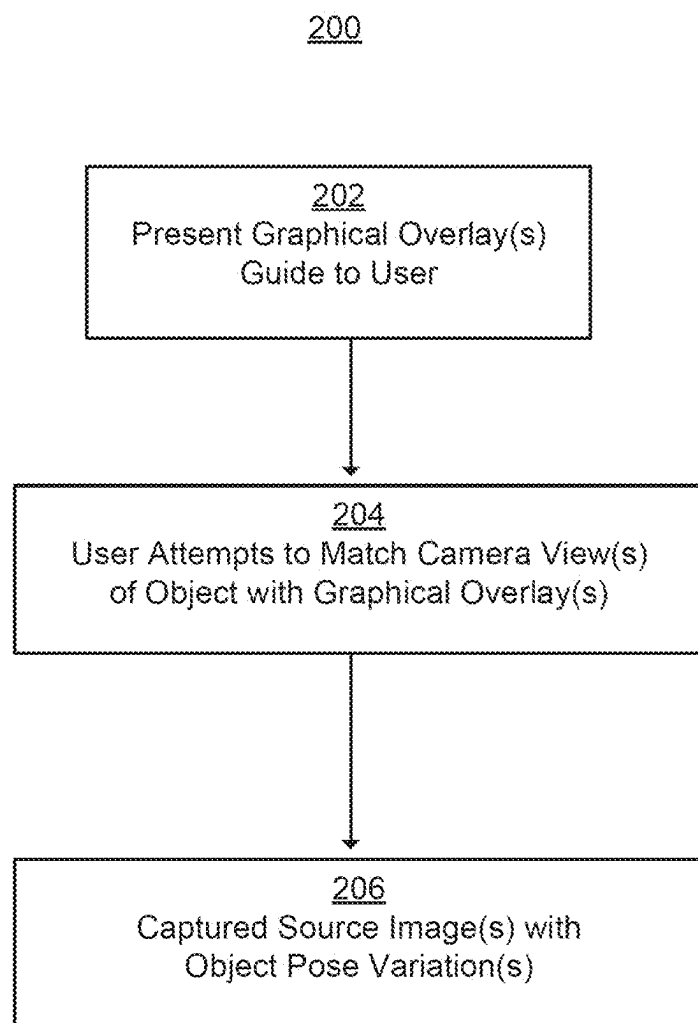 200
202
Present Graphical Overlay(s)
Guide to User
204
User Attempts to Match Camera View(s)
of Object with Graphical Overlay(s)
206
Captured Source Image(s) with
Object Pose Variation(s)